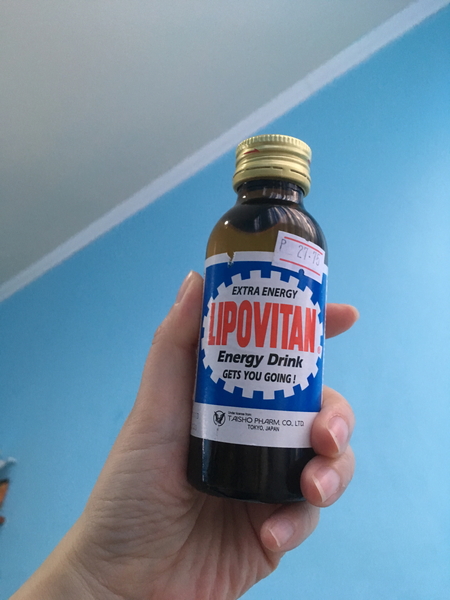 P 27.75
EXTRA ENERGY
LIPOVITAN
Energy Drink
GETS YOU GOING!
TAISHO PHARM. CO., LTD.
TOKYO, JAPAN